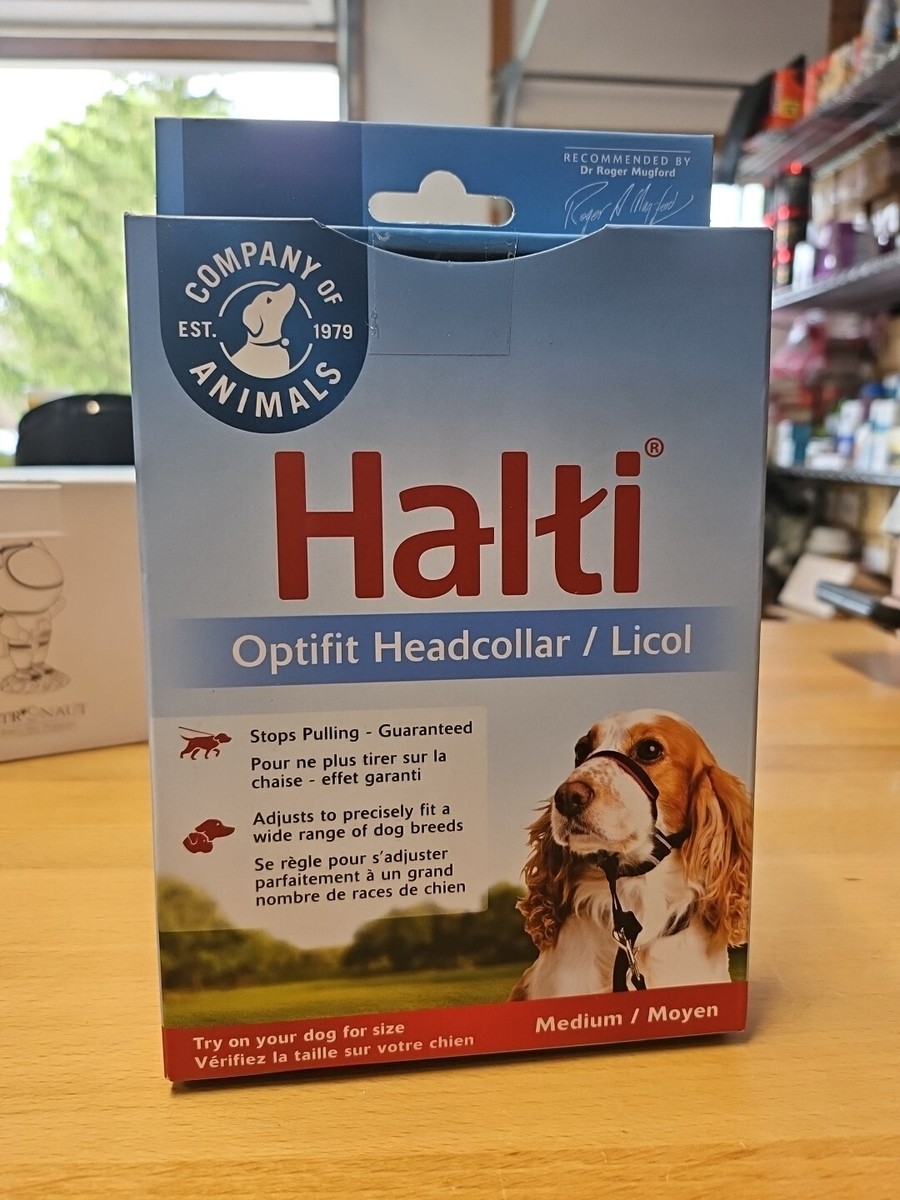 RECOMMENDED BY
Dr Roger Mugford
Roger A Mugford
COMPANY OF
EST. 1979
ANIMALS
Halti®
Optifit Headcollar / Licol
Stops Pulling - Guaranteed
Pour ne plus tirer sur la
chaise - effet garanti
Adjusts to precisely fit a
wide range of dog breeds
Se règle pour s'adjuster
parfaitement à un grand
nombre de races de chien
Try on your dog for size
Vérifiez la taille sur votre chien
Medium / Moyen